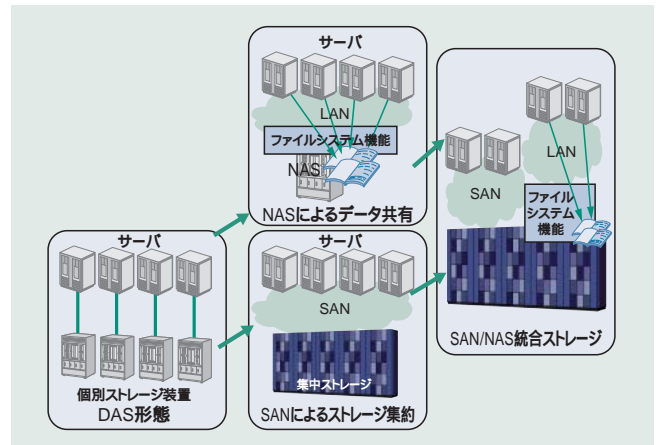 サーバ
LAN
ファイルシステム機能
NAS
NASによるデータ共有
サーバ
個別ストレージ装置
DAS形態
サーバ
SAN
集中ストレージ
SANによるストレージ集約
LAN
SAN
ファイル
システム
機能
SAN/NAS統合ストレージ